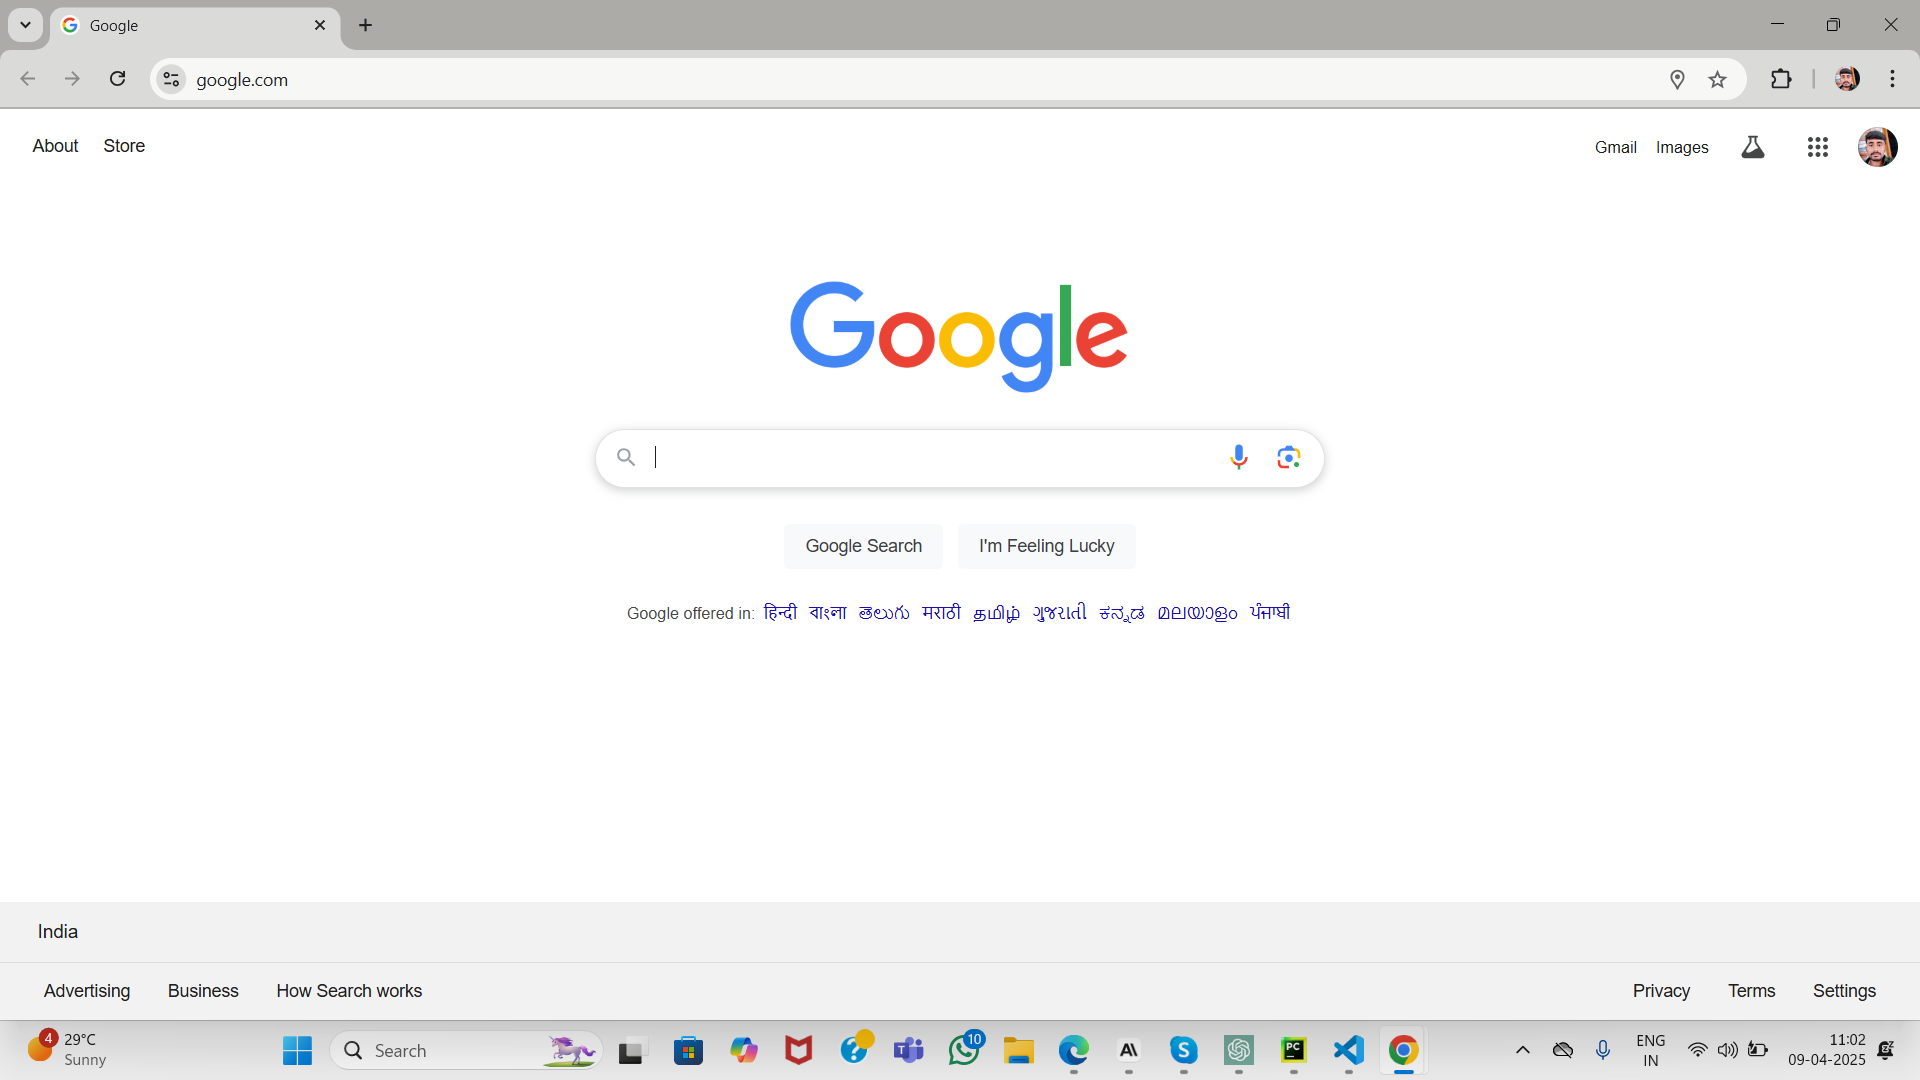 Google
google.com
About Store
Gmail Images
Google
Google Search I'm Feeling Lucky
Google offered in: हिन्दी বাংলা తెలుగు मराठी தமிழ் ગુજરાતી ಕನ್ನಡ മലയാളം ਪੰਜਾਬੀ
India
Advertising Business How Search works
Privacy Terms Settings
4 29°C
Sunny
Search
10
PC
ENG
IN
11:02
09-04-2025